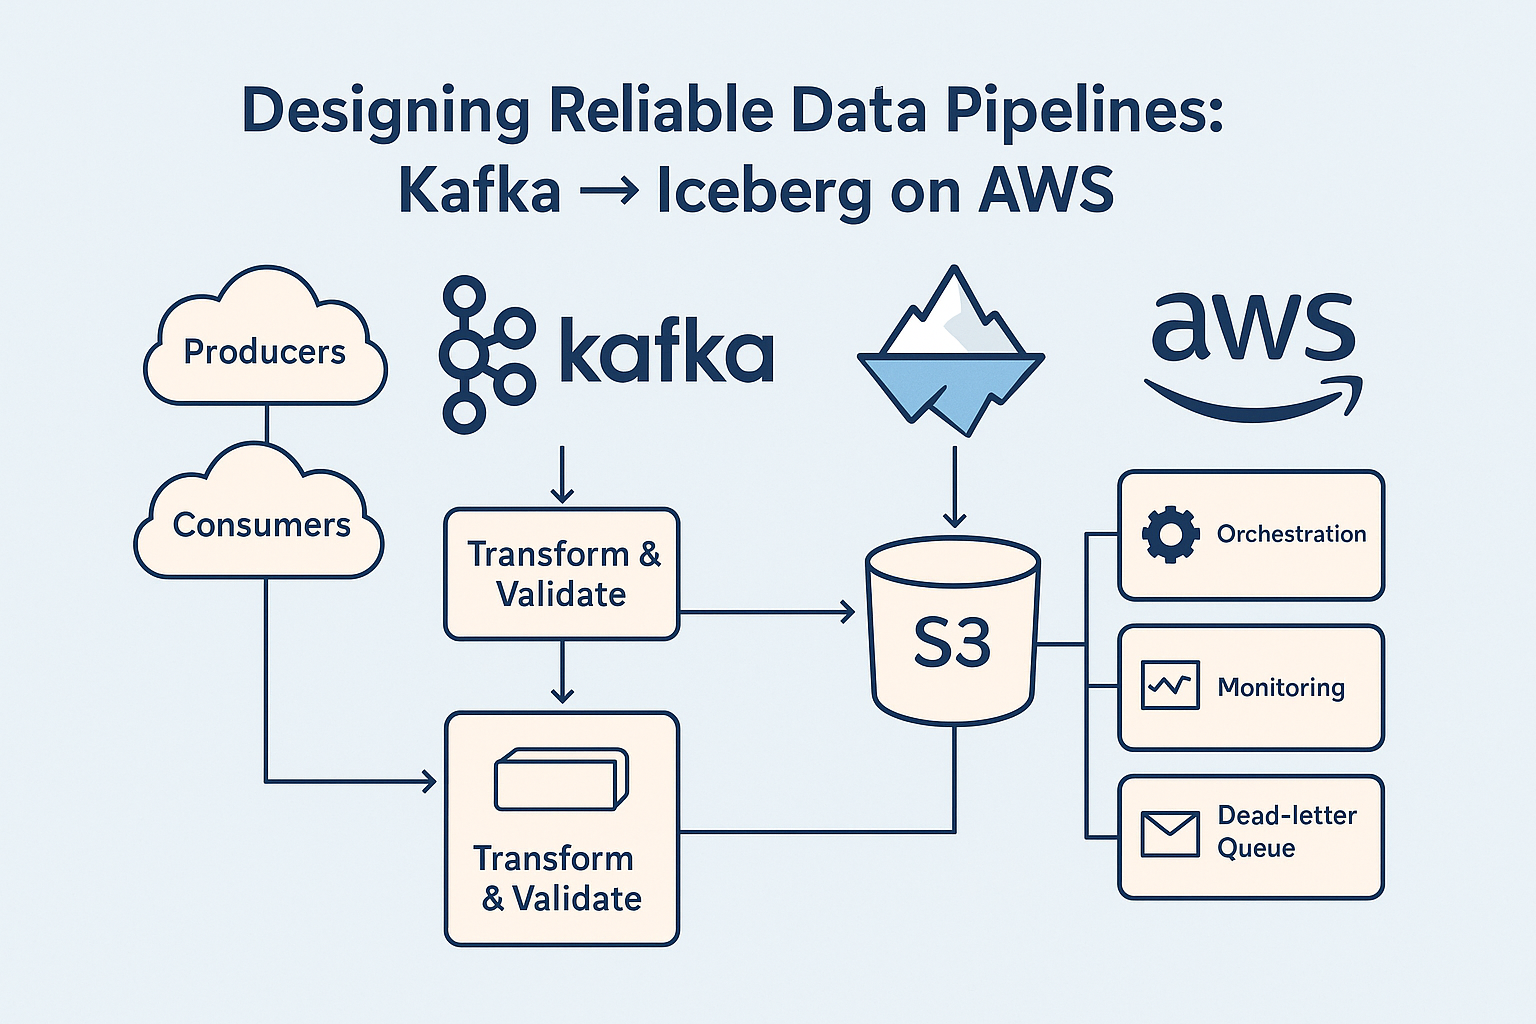 Designing Reliable Data Pipelines:
Kafka → Iceberg on AWS
Producers
Consumers
kafka
Transform &
Validate
Transform
& Validate
S3
aws
Orchestration
Monitoring
Dead-letter
Queue